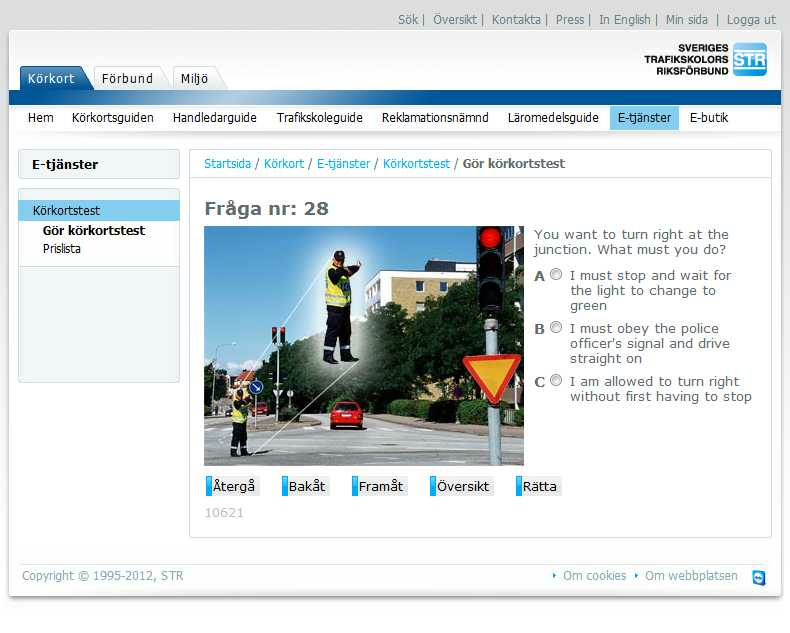 Sök | Översikt | Kontakta | Press | In English | Min sida | Logga ut
SVERIGES
TRAFIKSKOLORS
RIKSFÖRBUND
STR
Körkort Förbund Miljö
Hem Körkortsguiden Handledarguide Trafikskoleguide Reklamationsnämnd Läromedelsguide E-tjänster E-butik
E-tjänster
Körkortstest
Gör körkortstest
Prislista
Startsida / Körkort / E-tjänster / Körkortstest / Gör körkortstest
Fråga nr: 28
You want to turn right at the
junction. What must you do?
A I must stop and wait for
the light to change to
green
B I must obey the police
officer's signal and drive
straight on
C I am allowed to turn right
without first having to stop
Återgå Bakåt Framåt Översikt Rätta
10621
Copyright © 1995-2012, STR
Om cookies Om webbplatsen